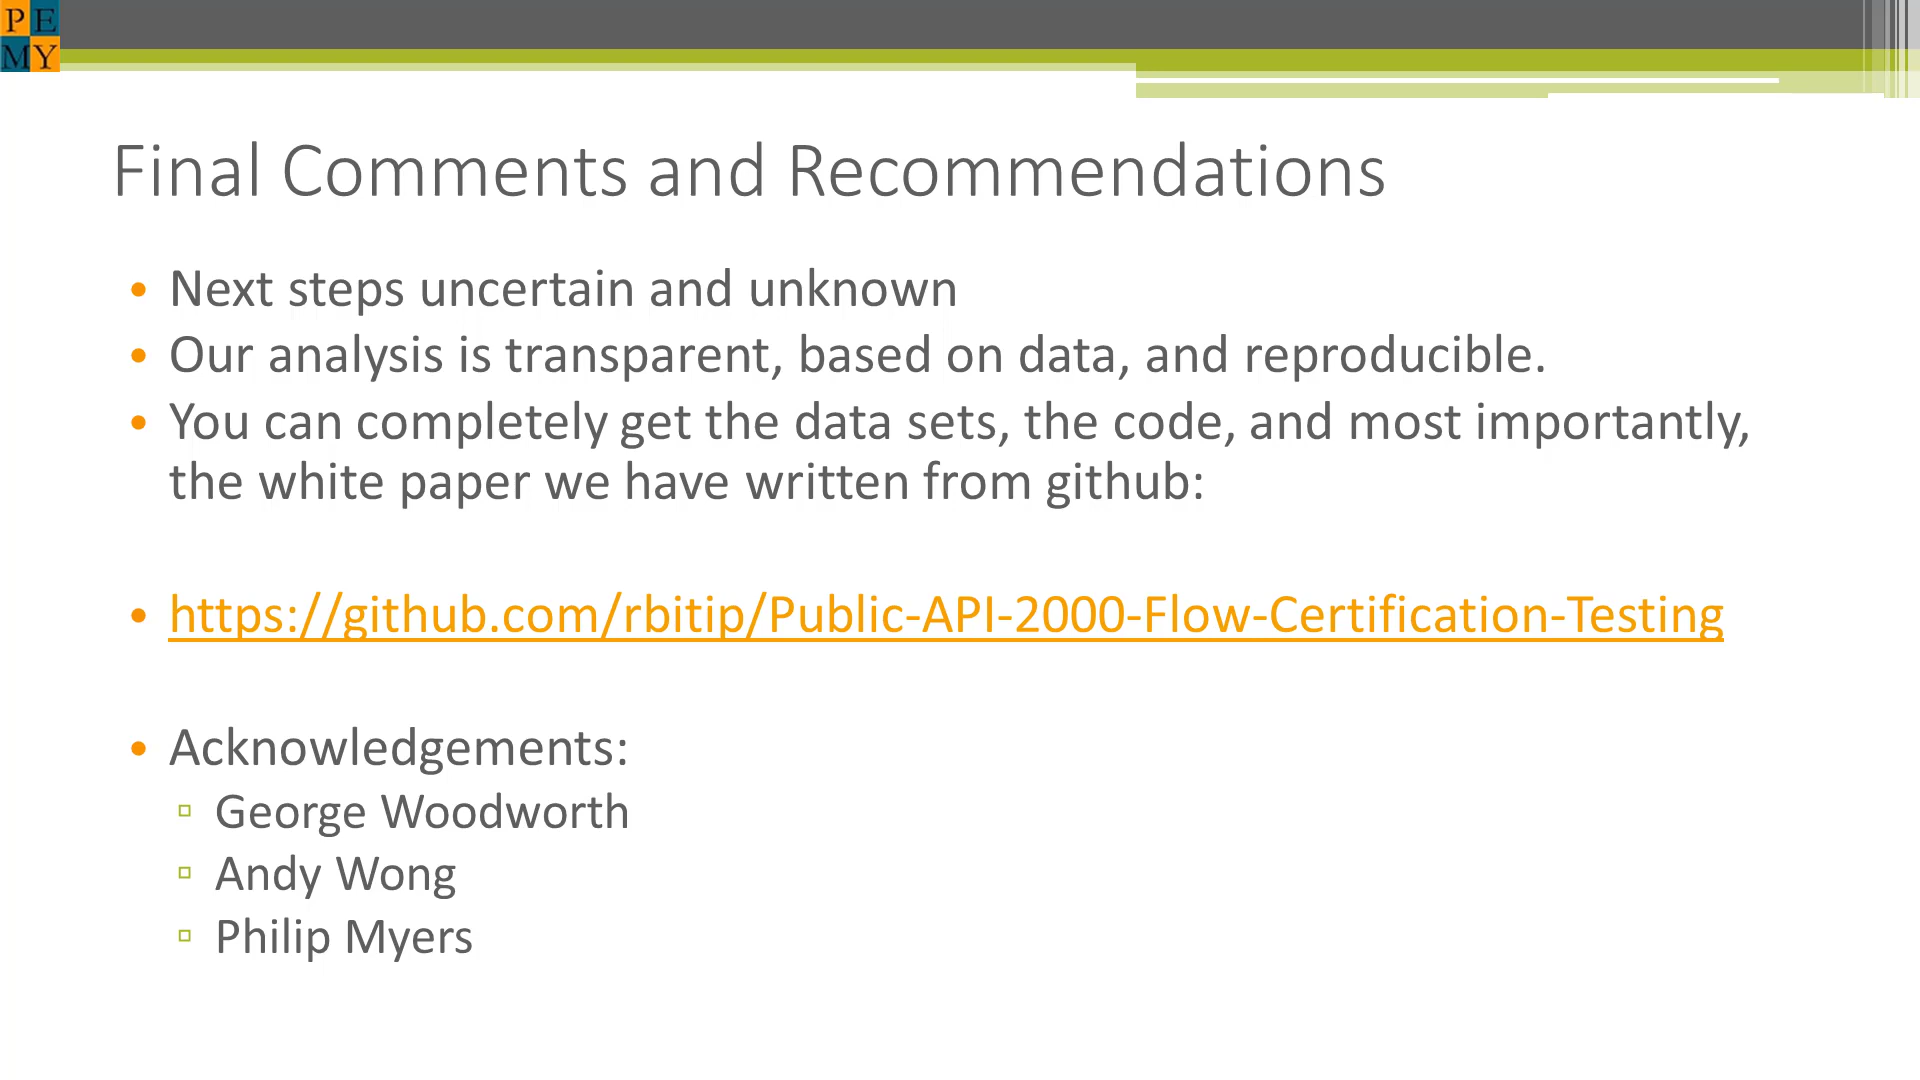 PE
MY
Final Comments and Recommendations
• Next steps uncertain and unknown
• Our analysis is transparent, based on data, and reproducible.
• You can completely get the data sets, the code, and most importantly,
the white paper we have written from github:
• https://github.com/rbitip/Public-API-2000-Flow-Certification-Testing
• Acknowledgements:
▫ George Woodworth
▫ Andy Wong
▫ Philip Myers